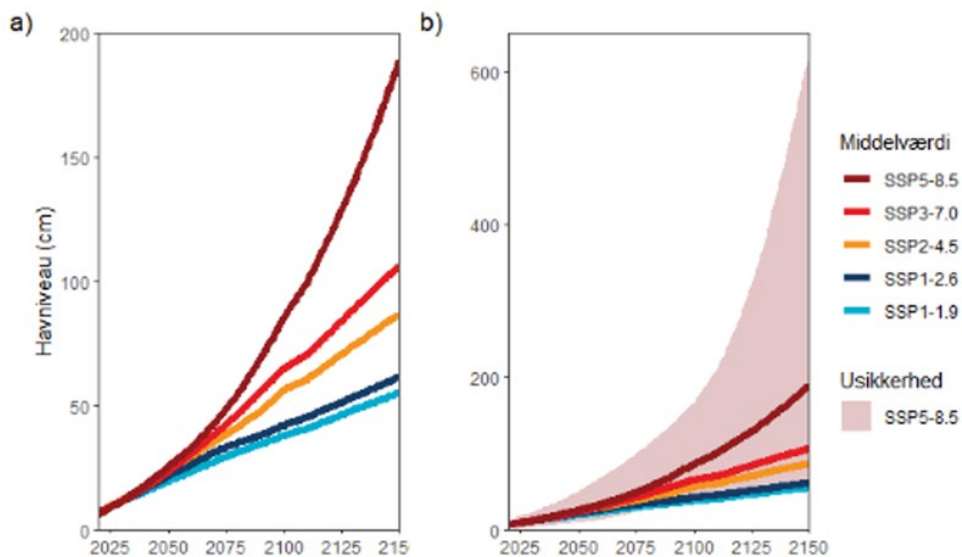 a)
200
150
100
50
0
Havniveau (cm)
2025 2050 2075 2100 2125 215
b)
600
400
200
0
2025 2050 2075 2100 2125 2150
Middelværdi
SSP5-8.5
SSP3-7.0
SSP2-4.5
SSP1-2.6
SSP1-1.9
Usikkerhed
SSP5-8.5